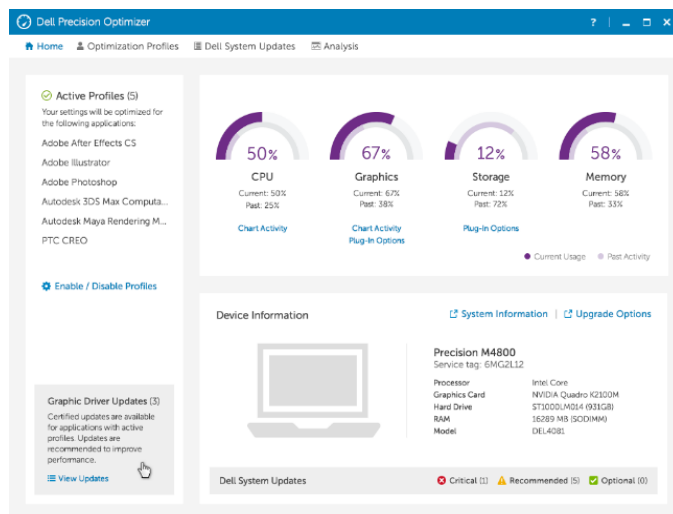 Dell Precision Optimizer
?
Home
Optimization Profiles
Dell System Updates
Analysis
Active Profiles (5)
Your settings will be optimized for
the following applications:
Adobe After Effects CS
Adobe Illustrator
Adobe Photoshop
Autodesk 3DS Max Computa...
Autodesk Maya Rendering M...
PTC CREO
Enable / Disable Profiles
Graphic Driver Updates (3)
Certified updates are available
for applications with active
profiles. Updates are
recommended to improve
performance.
View Updates
50%
CPU
Current: 50%
Past: 25%
Chart Activity
67%
Graphics
Current: 67%
Past: 38%
Chart Activity
Plug-In Options
12%
Storage
Current: 12%
Past: 72%
Plug-In Options
58%
Memory
Current: 58%
Past: 33%
Current Usage
Past Activity
Device Information
System Information | Upgrade Options
Precision M4800
Service tag: 6MG2L12
Processor Intel Core
Graphics Card NVIDIA Quadro K2100M
Hard Drive ST1000LM014 (931GB)
RAM 16289 MB (SODIMM)
Model DEL4081
Dell System Updates
Critical (1)
Recommended (5)
Optional (0)